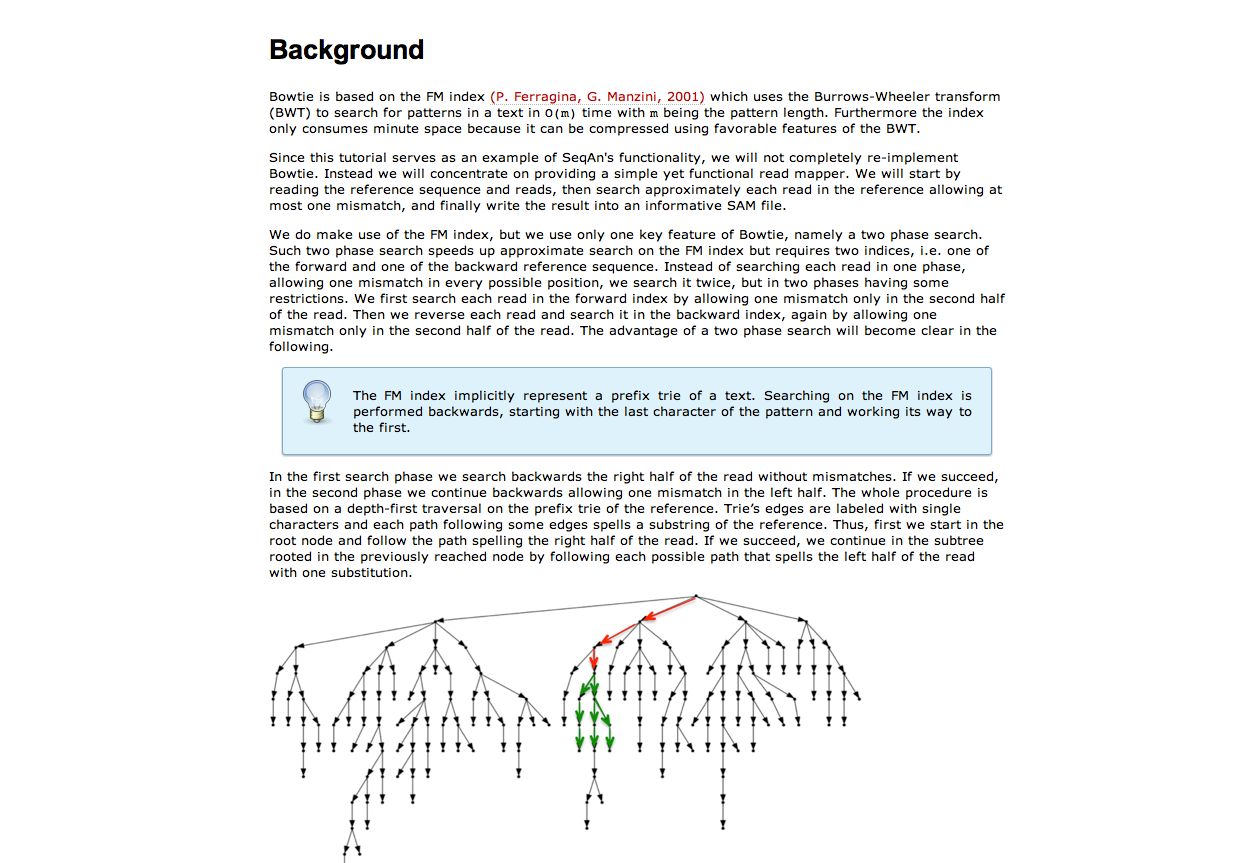 Background
Bowtie is based on the FM index (P. Ferragina, G. Manzini, 2001) which uses the Burrows-Wheeler transform
(BWT) to search for patterns in a text in O(m) time with m being the pattern length. Furthermore the index
only consumes minute space because it can be compressed using favorable features of the BWT.
Since this tutorial serves as an example of SeqAn's functionality, we will not completely re-implement
Bowtie. Instead we will concentrate on providing a simple yet functional read mapper. We will start by
reading the reference sequence and reads, then search approximately each read in the reference allowing at
most one mismatch, and finally write the result into an informative SAM file.
We do make use of the FM index, but we use only one key feature of Bowtie, namely a two phase search.
Such two phase search speeds up approximate search on the FM index but requires two indices, i.e. one of
the forward and one of the backward reference sequence. Instead of searching each read in one phase,
allowing one mismatch in every possible position, we search it twice, but in two phases having some
restrictions. We first search each read in the forward index by allowing one mismatch only in the second half
of the read. Then we reverse each read and search it in the backward index, again by allowing one
mismatch only in the second half of the read. The advantage of a two phase search will become clear in the
following.
The FM index implicitly represent a prefix trie of a text. Searching on the FM index is
performed backwards, starting with the last character of the pattern and working its way to
the first.
In the first search phase we search backwards the right half of the read without mismatches. If we succeed,
in the second phase we continue backwards allowing one mismatch in the left half. The whole procedure is
based on a depth-first traversal on the prefix trie of the reference. Trie’s edges are labeled with single
characters and each path following some edges spells a substring of the reference. Thus, first we start in the
root node and follow the path spelling the right half of the read. If we succeed, we continue in the subtree
rooted in the previously reached node by following each possible path that spells the left half of the read
with one substitution.